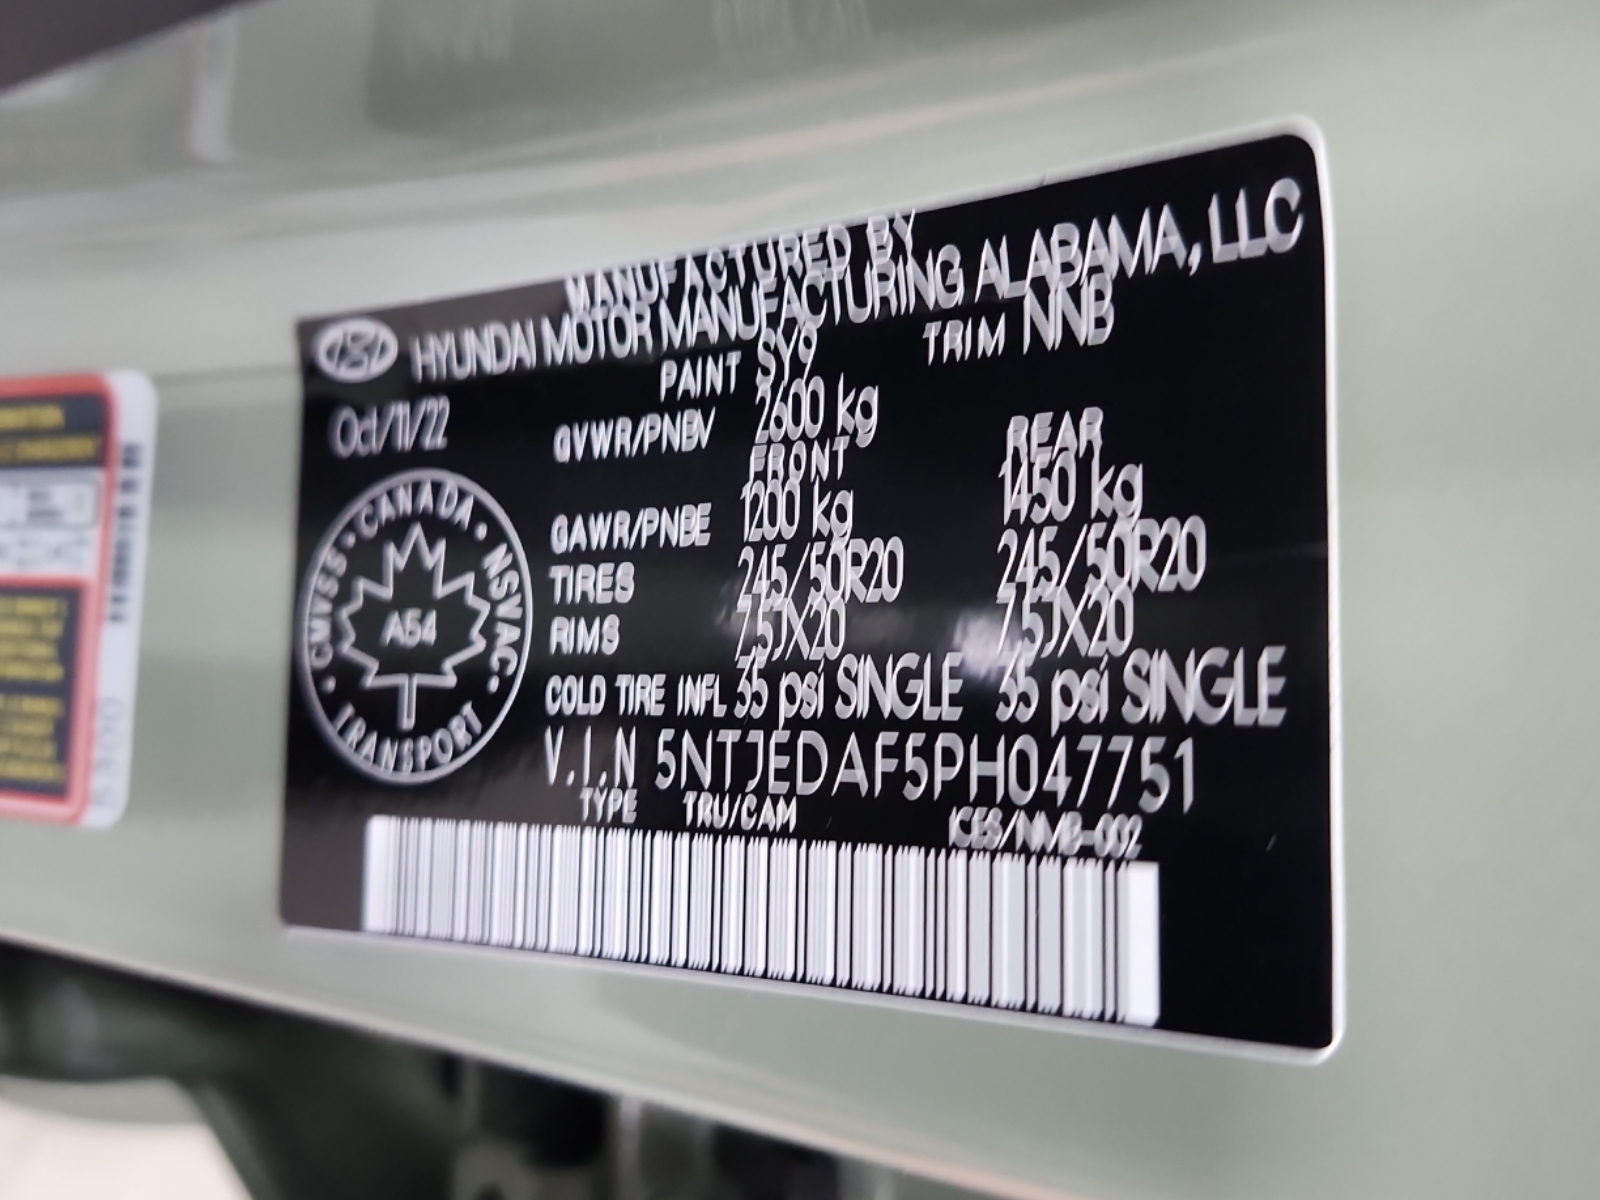 MANUFACTURED BY
HYUNDAI MOTOR MANUFACTURING ALABAMA, LLC
PAINT SY9 TRIM NNB
Oct/11/22
GVWR/PNBV 2600 kg
FRONT REAR
GAWR/PNBE 1200 kg 1450 kg
TIRES 245/50R20 245/50R20
RIMS 7.5JX20 7.5JX20
COLD TIRE INFL 35 psi SINGLE 35 psi SINGLE
V.I.N 5NTJEDAF5PH047751
TYPE TRU/CAM ICES/NMB-002
CMVSS · CANADA · NSVAC ·
A54
TRANSPORT